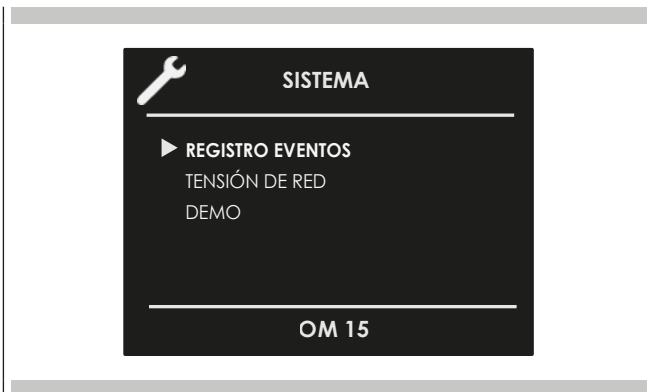 SISTEMA
REGISTRO EVENTOS
TENSIÓN DE RED
DEMO
OM 15